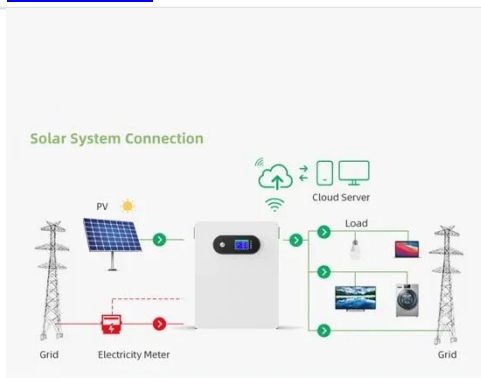 Solar System Connection
Cloud Server
PV
Load
Grid
Electricity Meter
Grid